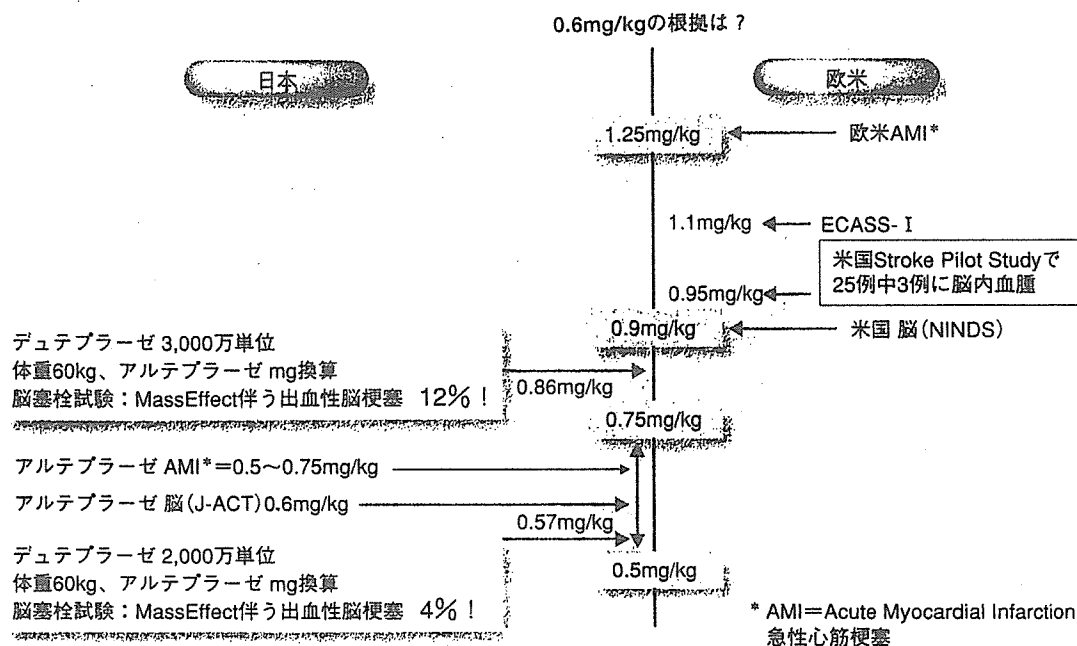 0.6mg/kgの根拠は？
日本
欧米
1.25mg/kg
欧米AMI*
1.1mg/kg
ECASS-Ⅰ
米国Stroke Pilot Studyで
25例中3例に脳内血腫
0.95mg/kg
0.9mg/kg
米国 脳（NINDS）
デュテプラーゼ 3,000万単位
体重60kg、アルテプラーゼ mg換算
脳塞栓試験：MassEffect伴う出血性脳梗塞 12%！
0.86mg/kg
0.75mg/kg
アルテプラーゼ AMI*＝0.5〜0.75mg/kg
アルテプラーゼ 脳（J-ACT）0.6mg/kg
0.57mg/kg
デュテプラーゼ 2,000万単位
体重60kg、アルテプラーゼ mg換算
脳塞栓試験：MassEffect伴う出血性脳梗塞 4%！
0.5mg/kg
* AMI＝Acute Myocardial Infarction
急性心筋梗塞